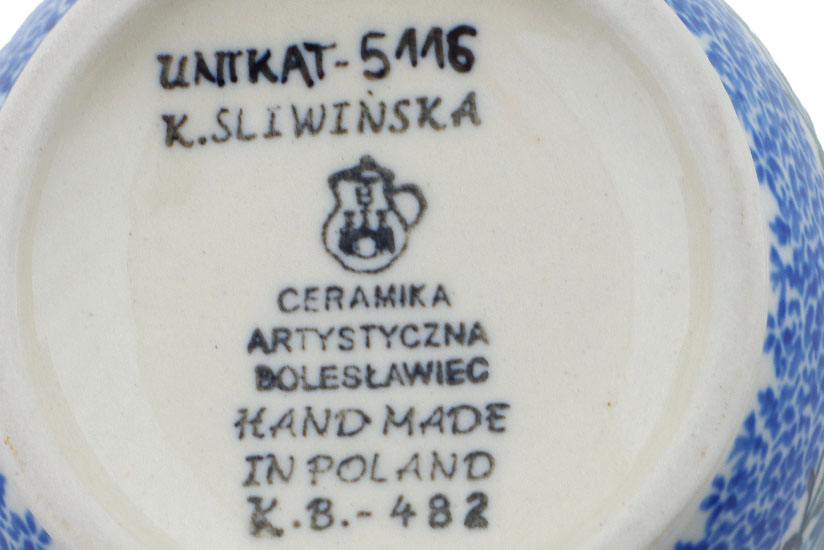 UNIKAT-5116
K.SLIWIŃSKA
CERAMIKA
ARTYSTYCZNA
BOLESŁAWIEC
HAND MADE
IN POLAND
K.B.-482